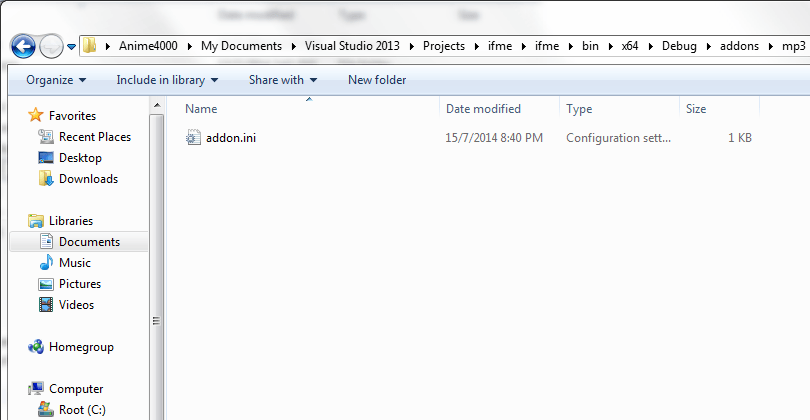 Anime4000 My Documents Visual Studio 2013 Projects ifme ifme bin x64 Debug addons mp3
Organize Include in library Share with New folder
Favorites
Recent Places
Desktop
Downloads
Libraries
Documents
Music
Pictures
Videos
Homegroup
Computer
Root (C:)
Name Date modified Type Size
addon.ini 15/7/2014 8:40 PM Configuration sett... 1 KB